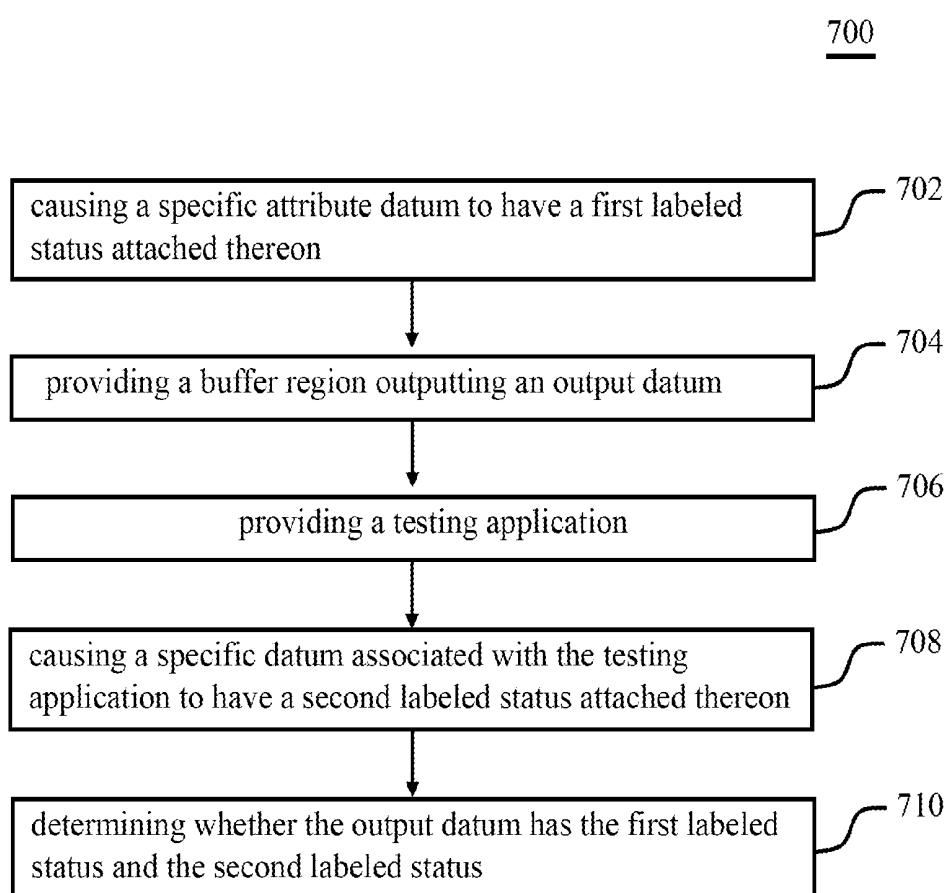 700
causing a specific attribute datum to have a first labeled
status attached thereon
702
providing a buffer region outputting an output datum
704
providing a testing application
706
causing a specific datum associated with the testing
application to have a second labeled status attached thereon
708
determining whether the output datum has the first labeled
status and the second labeled status
710